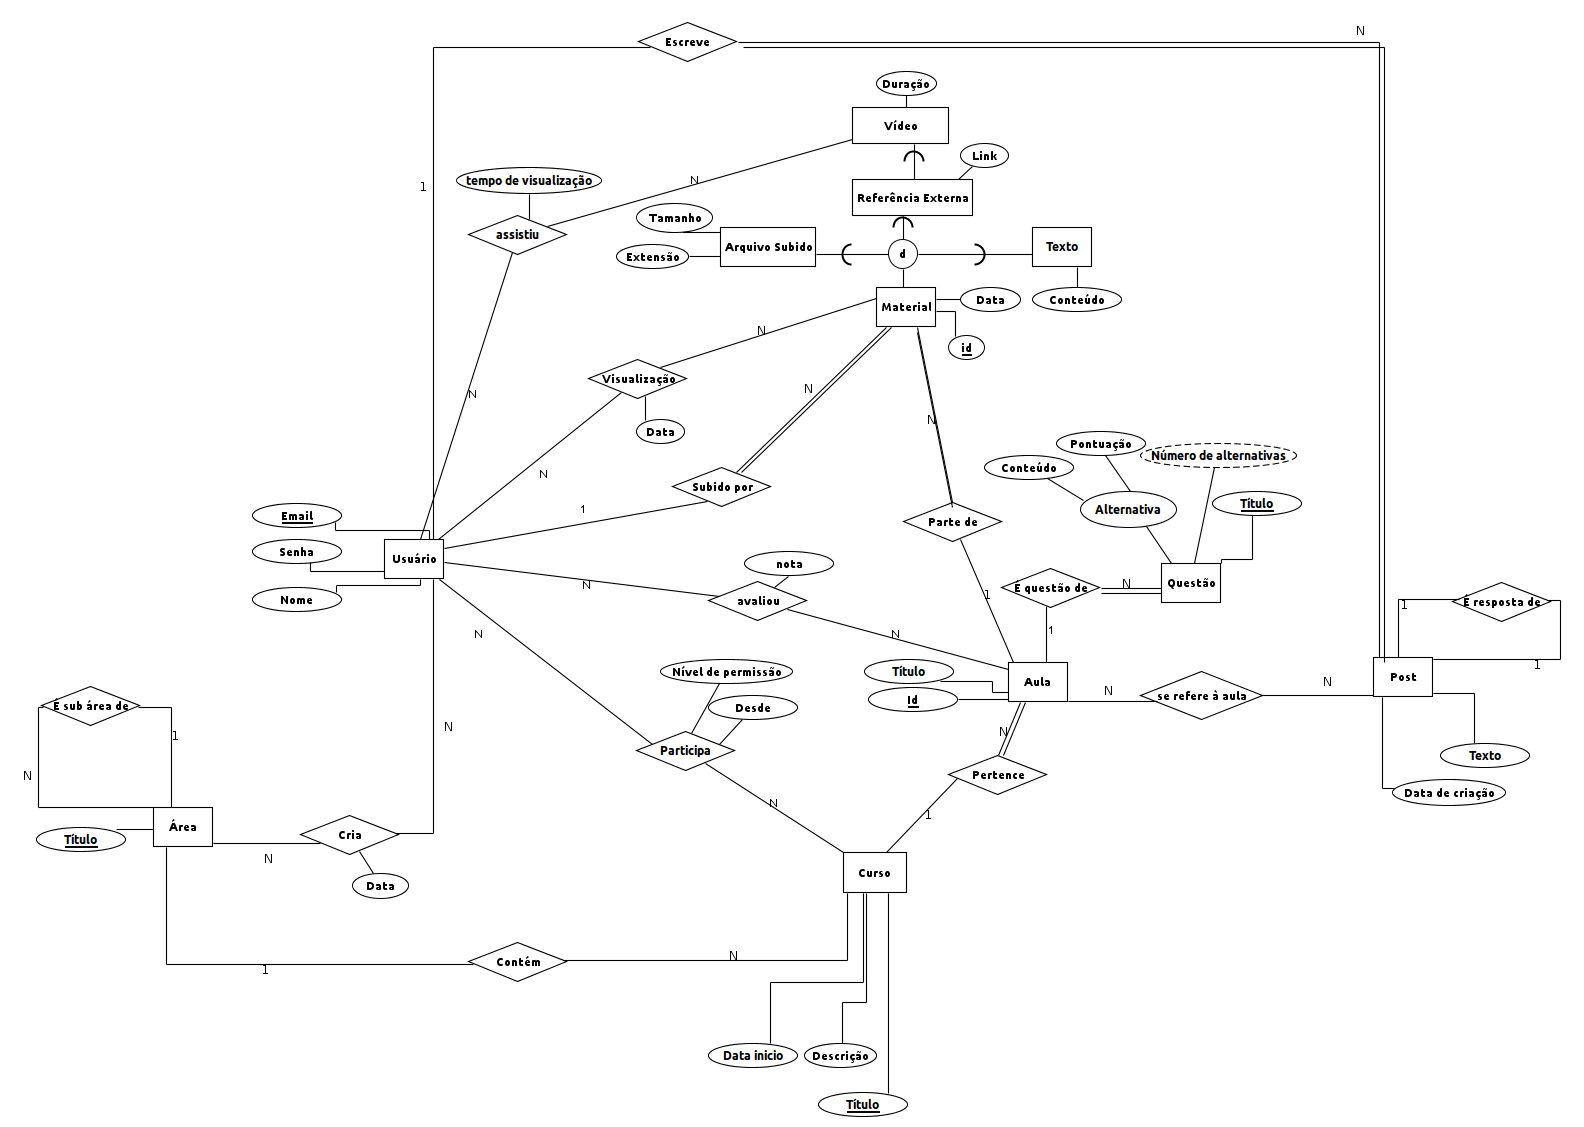 N
Escreve
Duração
Vídeo
Link
1
tempo de visualização
N
Referência Externa
Tamanho
assistiu
Arquivo Subido
d
Texto
Extensão
Data
Conteúdo
Material
N
id
Visualização
N
N
N
Data
Pontuação
Número de alternativas
Conteúdo
N
Subido por
Título
1
Alternativa
Email
Parte de
Senha
Usuário
nota
N
É questão de
N
Questão
1
Nome
avaliou
1
É resposta de
N
N
1
Título
Nível de permissão
Aula
1
Post
N
se refere à aula
N
Id
É sub área de
Desde
N
1
N
Participa
Texto
N
Pertence
Data de criação
N
1
Título
Área
Cria
N
Curso
Data
Contém
N
1
Data inicio
Descrição
Título